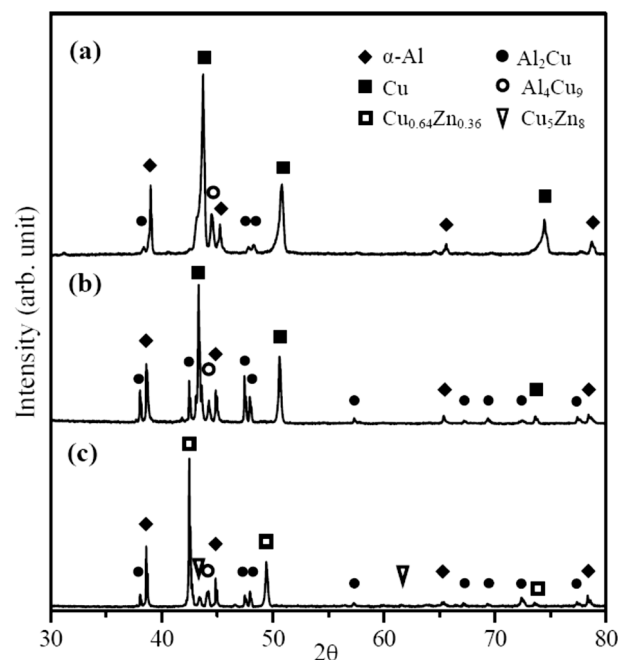 (a)
α-Al
Al₂Cu
Cu
Al₄Cu₉
Cu₀.₆₄Zn₀.₃₆
Cu₅Zn₈
(b)
(c)
Intensity (arb. unit)
30 40 50 60 70 80
2θ